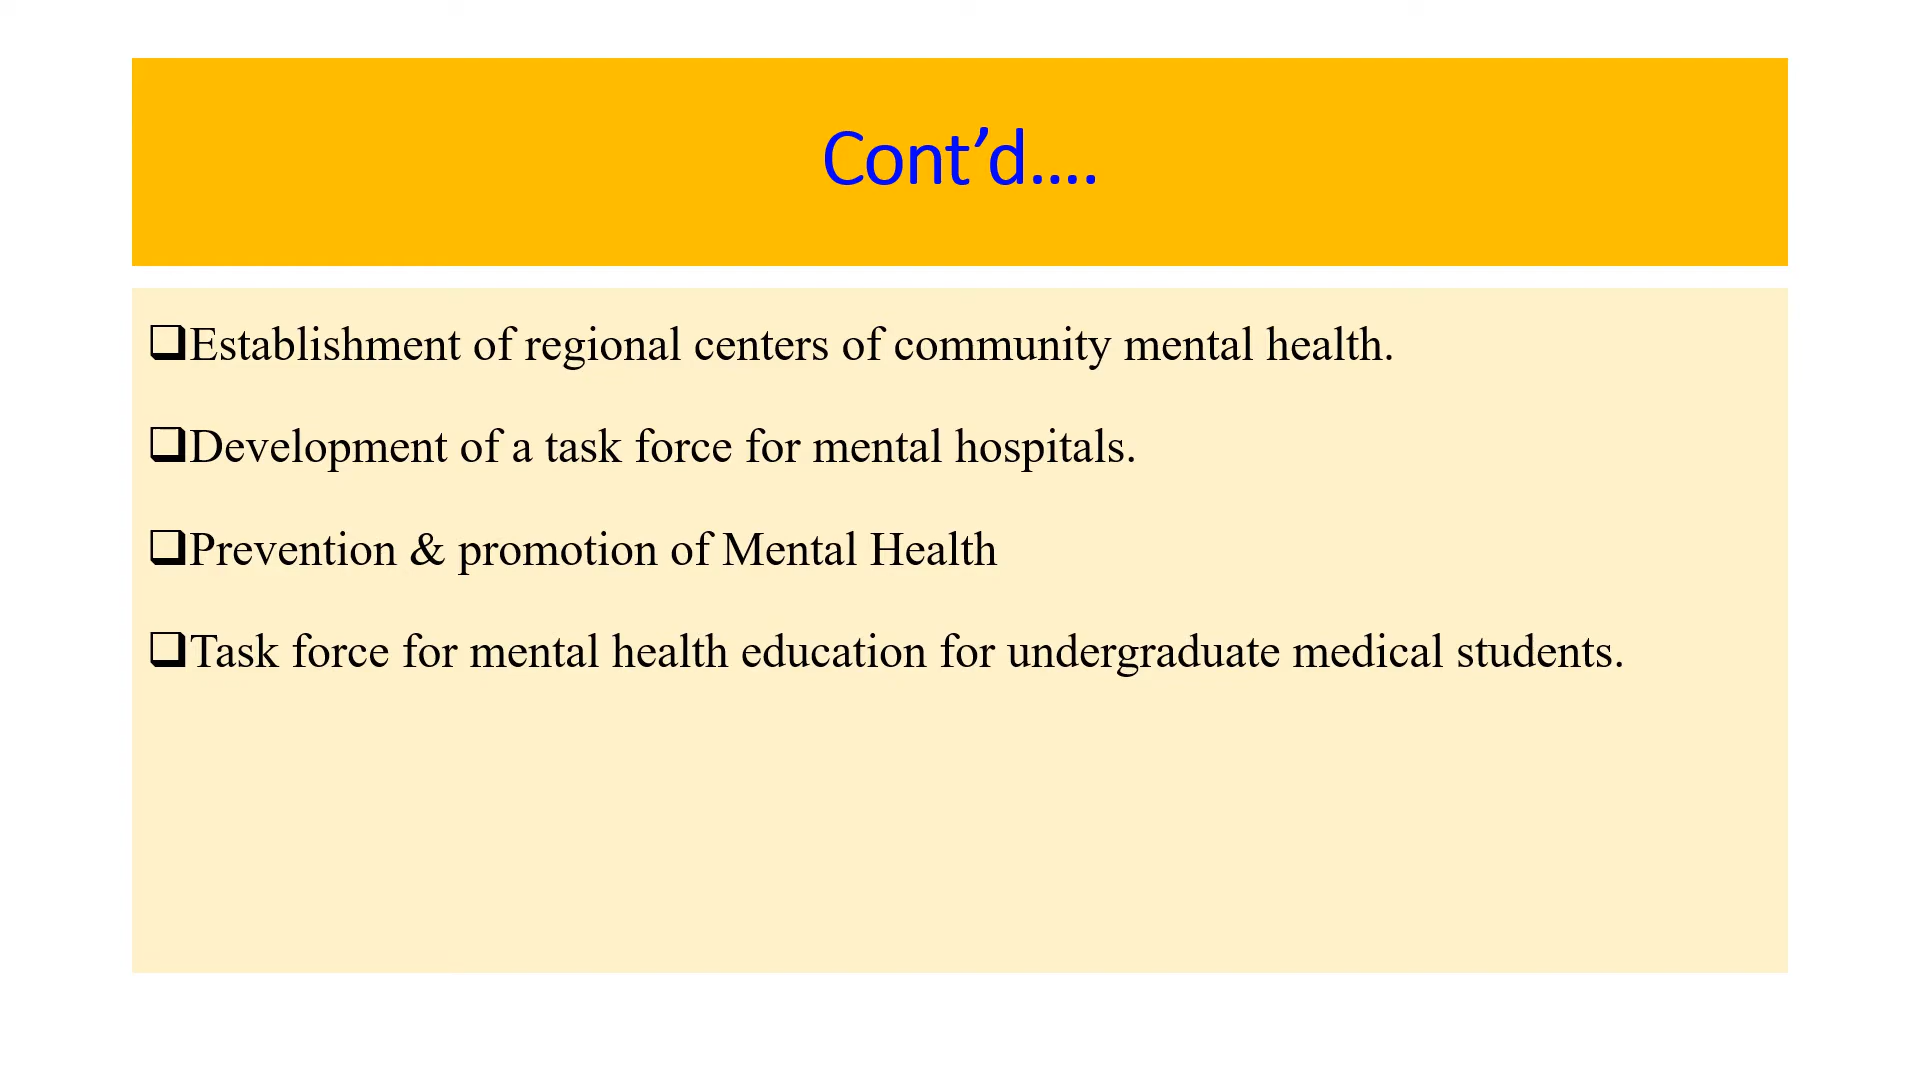 Cont’d....
❑Establishment of regional centers of community mental health.
❑Development of a task force for mental hospitals.
❑Prevention & promotion of Mental Health
❑Task force for mental health education for undergraduate medical students.